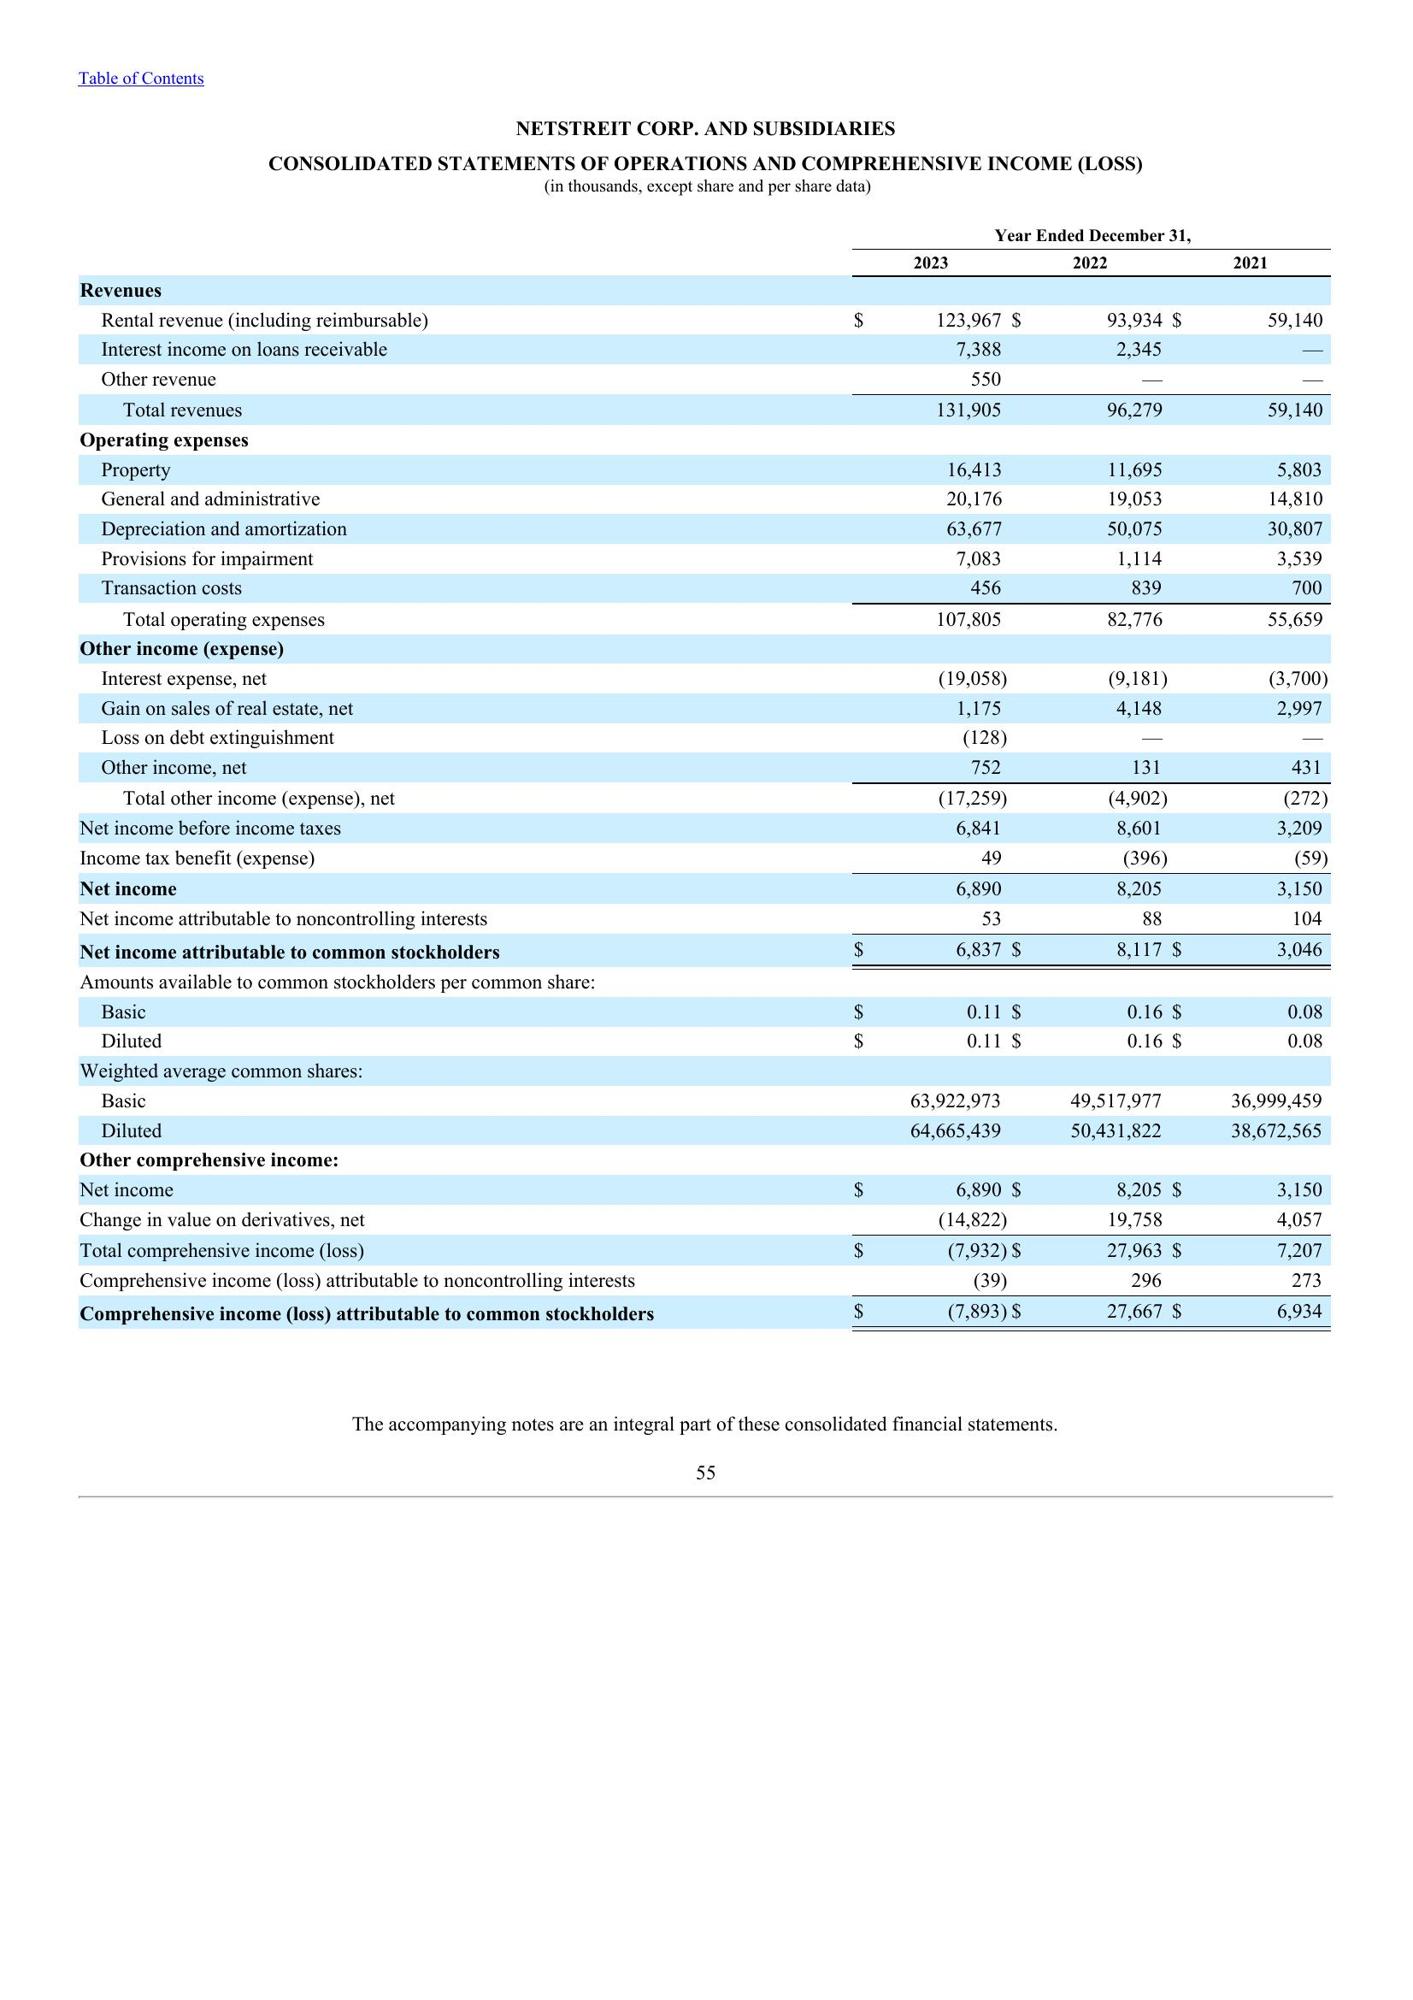 Table of Contents
NETSTREIT CORP. AND SUBSIDIARIES
CONSOLIDATED STATEMENTS OF OPERATIONS AND COMPREHENSIVE INCOME (LOSS)
(in thousands, except share and per share data)
Year Ended December 31,
2023 2022 2021
Revenues
Rental revenue (including reimbursable) $ 123,967 $ 93,934 $ 59,140
Interest income on loans receivable 7,388 2,345 —
Other revenue 550 — —
Total revenues 131,905 96,279 59,140
Operating expenses
Property 16,413 11,695 5,803
General and administrative 20,176 19,053 14,810
Depreciation and amortization 63,677 50,075 30,807
Provisions for impairment 7,083 1,114 3,539
Transaction costs 456 839 700
Total operating expenses 107,805 82,776 55,659
Other income (expense)
Interest expense, net (19,058) (9,181) (3,700)
Gain on sales of real estate, net 1,175 4,148 2,997
Loss on debt extinguishment (128) — —
Other income, net 752 131 431
Total other income (expense), net (17,259) (4,902) (272)
Net income before income taxes 6,841 8,601 3,209
Income tax benefit (expense) 49 (396) (59)
Net income 6,890 8,205 3,150
Net income attributable to noncontrolling interests 53 88 104
Net income attributable to common stockholders $ 6,837 $ 8,117 $ 3,046
Amounts available to common stockholders per common share:
Basic $ 0.11 $ 0.16 $ 0.08
Diluted $ 0.11 $ 0.16 $ 0.08
Weighted average common shares:
Basic 63,922,973 49,517,977 36,999,459
Diluted 64,665,439 50,431,822 38,672,565
Other comprehensive income:
Net income $ 6,890 $ 8,205 $ 3,150
Change in value on derivatives, net (14,822) 19,758 4,057
Total comprehensive income (loss) $ (7,932) $ 27,963 $ 7,207
Comprehensive income (loss) attributable to noncontrolling interests (39) 296 273
Comprehensive income (loss) attributable to common stockholders $ (7,893) $ 27,667 $ 6,934
The accompanying notes are an integral part of these consolidated financial statements.
55